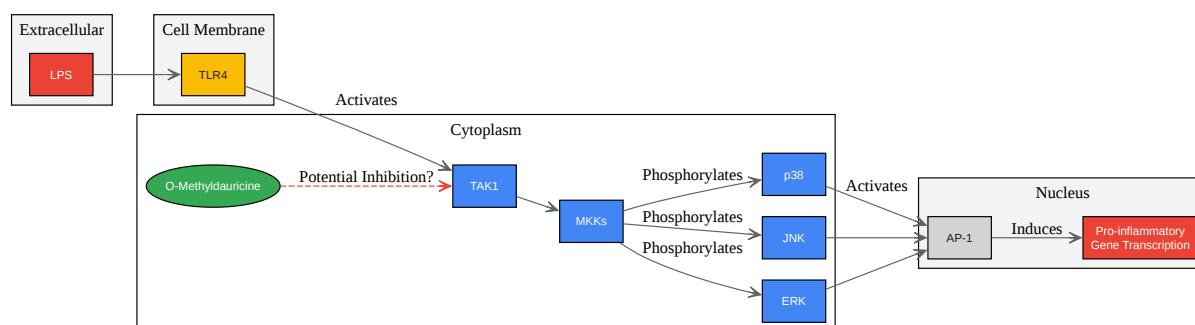 Extracellular
LPS
Cell Membrane
TLR4
Activates
Cytoplasm
O-Methyldauricine
Potential Inhibition?
TAK1
MKKs
Phosphorylates
Phosphorylates
Phosphorylates
p38
JNK
ERK
Activates
Nucleus
AP-1
Induces
Pro-inflammatory
Gene Transcription